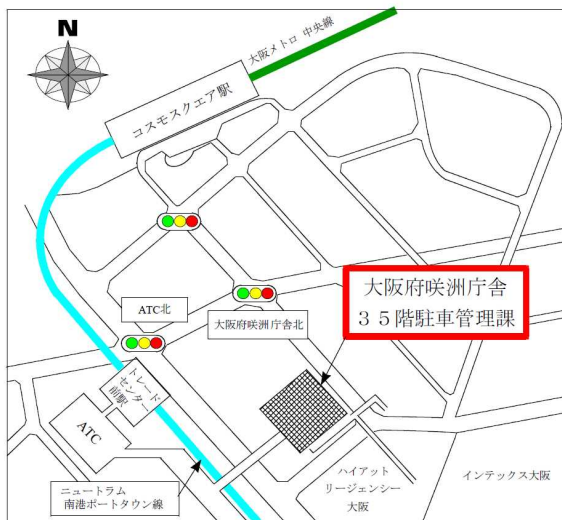 N
大阪メトロ 中央線
コスモスクエア駅
大阪府咲洲庁舎
３５階駐車管理課
ATC北
大阪府咲洲庁舎北
トレード
センター
前駅
ATC
ニュートラム
南港ポートタウン線
ハイアット
リージェンシー
大阪
インテックス大阪